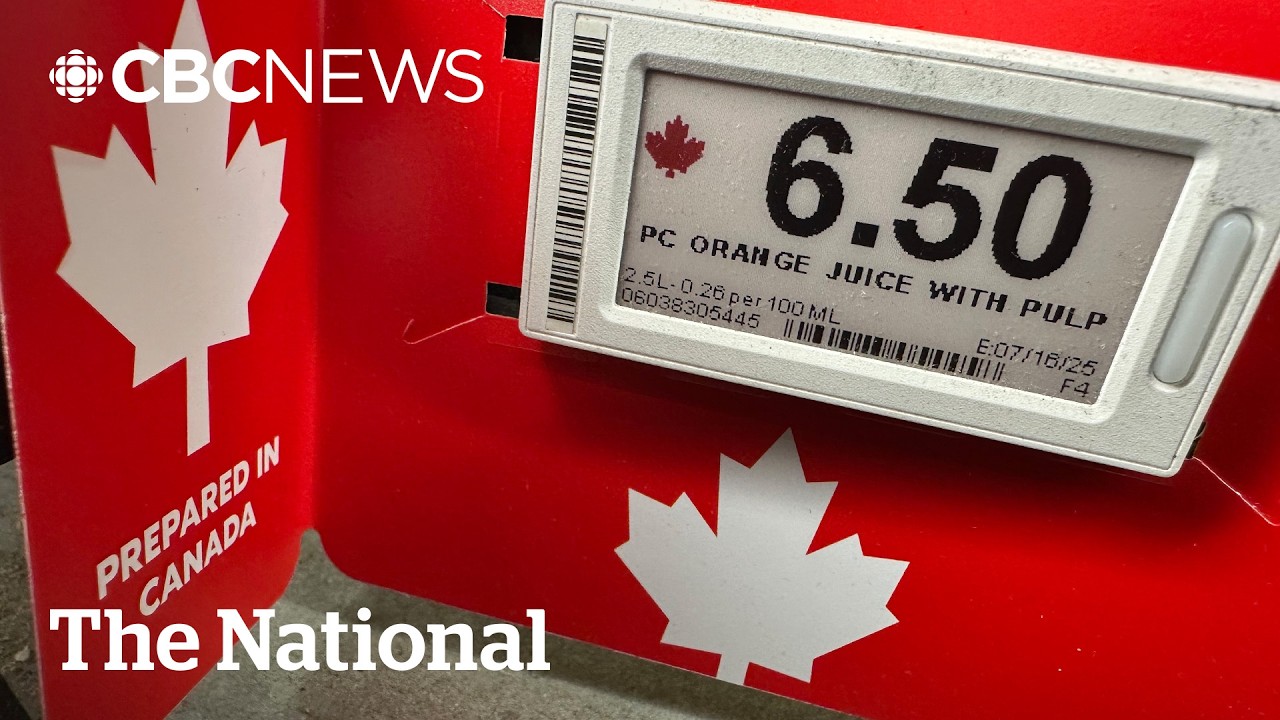 CBCNEWS
6.50
PC ORANGE JUICE WITH PULP
2.5L- 0.26 per 100 ML
06038305445
E:07/16/25
F4
PREPARED IN
CANADA
The National